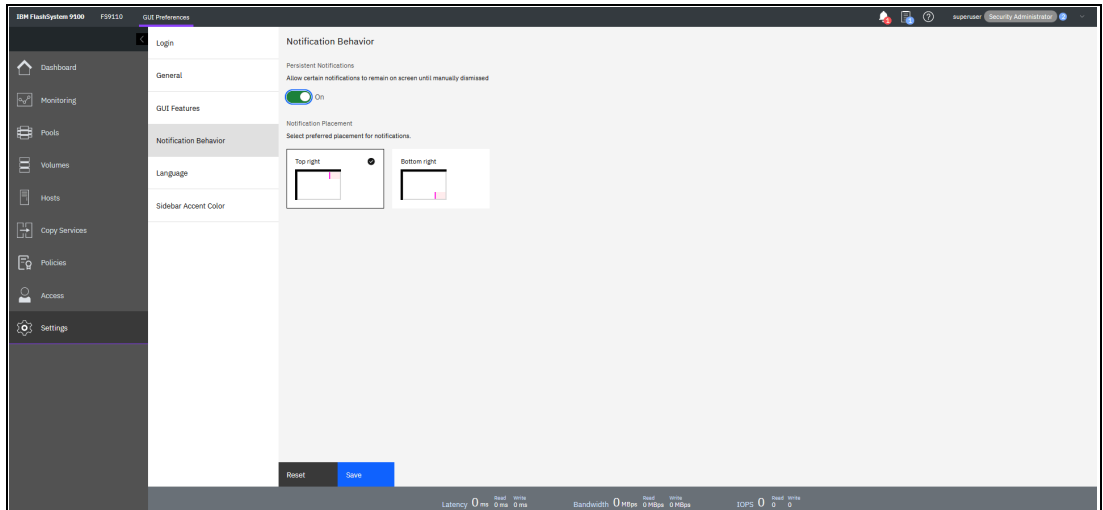 IBM FlashSystem 9100 FS9110 GUI Preferences superuser Security Administrator 2
Dashboard
Monitoring
Pools
Volumes
Hosts
Copy Services
Policies
Access
Settings
Login
General
GUI Features
Notification Behavior
Language
Sidebar Accent Color
Notification Behavior
Persistent Notifications
Allow certain notifications to remain on screen until manually dismissed
On
Notification Placement
Select preferred placement for notifications.
Top right Bottom right
Reset Save
Read Write Read Write Read Write
Latency 0 ms 0 ms 0 ms Bandwidth 0 MBps 0 MBps 0 MBps IOPS 0 0 0